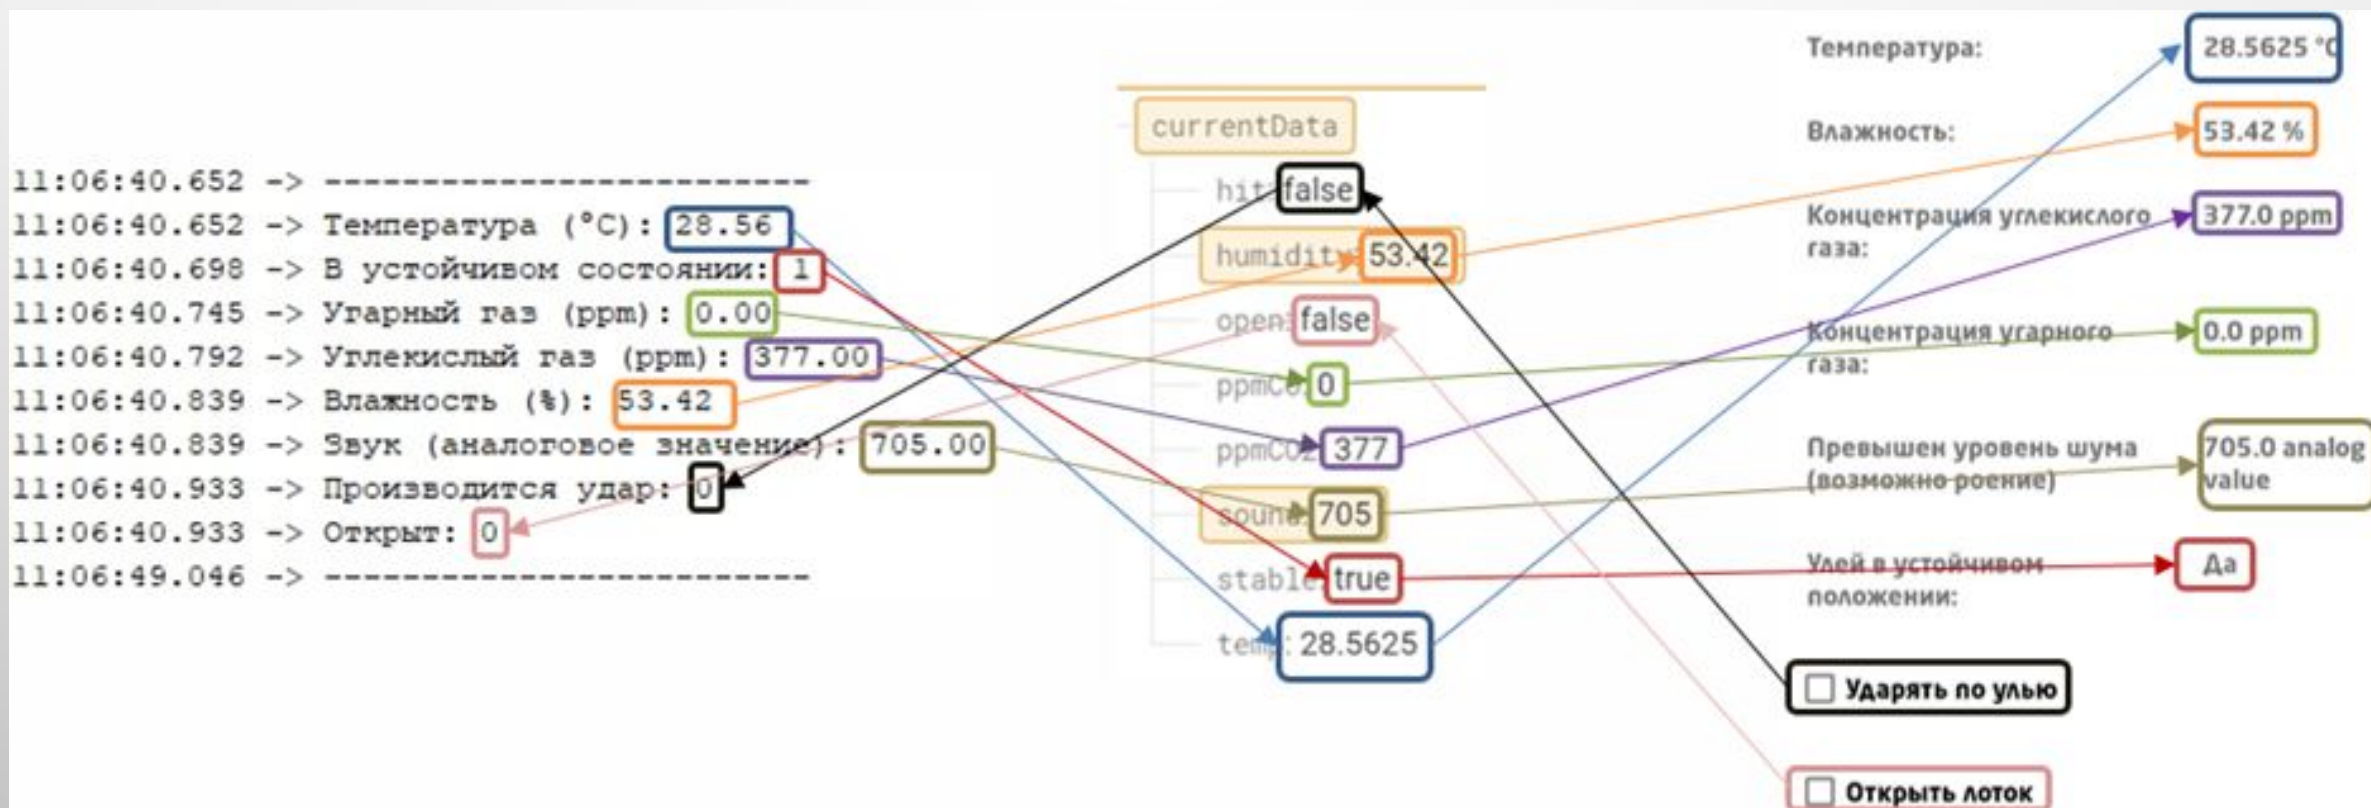 11:06:40.652 -> -------------------------
11:06:40.652 -> Температура (°C): 28.56
11:06:40.698 -> В устойчивом состоянии: 1
11:06:40.745 -> Угарный газ (ppm): 0.00
11:06:40.792 -> Углекислый газ (ppm): 377.00
11:06:40.839 -> Влажность (%): 53.42
11:06:40.839 -> Звук (аналоговое значение): 705.00
11:06:40.933 -> Производится удар: 0
11:06:40.933 -> Открыт: 0
11:06:49.046 -> -------------------------
currentData
hit false
humidity 53.42
open: false
ppmCO 0
ppmCO2 377
sound 705
stable true
temp: 28.5625
Температура: 28.5625 °C
Влажность: 53.42 %
Концентрация углекислого 377.0 ppm
газа:
Концентрация угарного 0.0 ppm
газа:
Превышен уровень шума 705.0 analog
(возможно роение) value
Улей в устойчивом Да
положении:
Ударять по улью
Открыть лоток